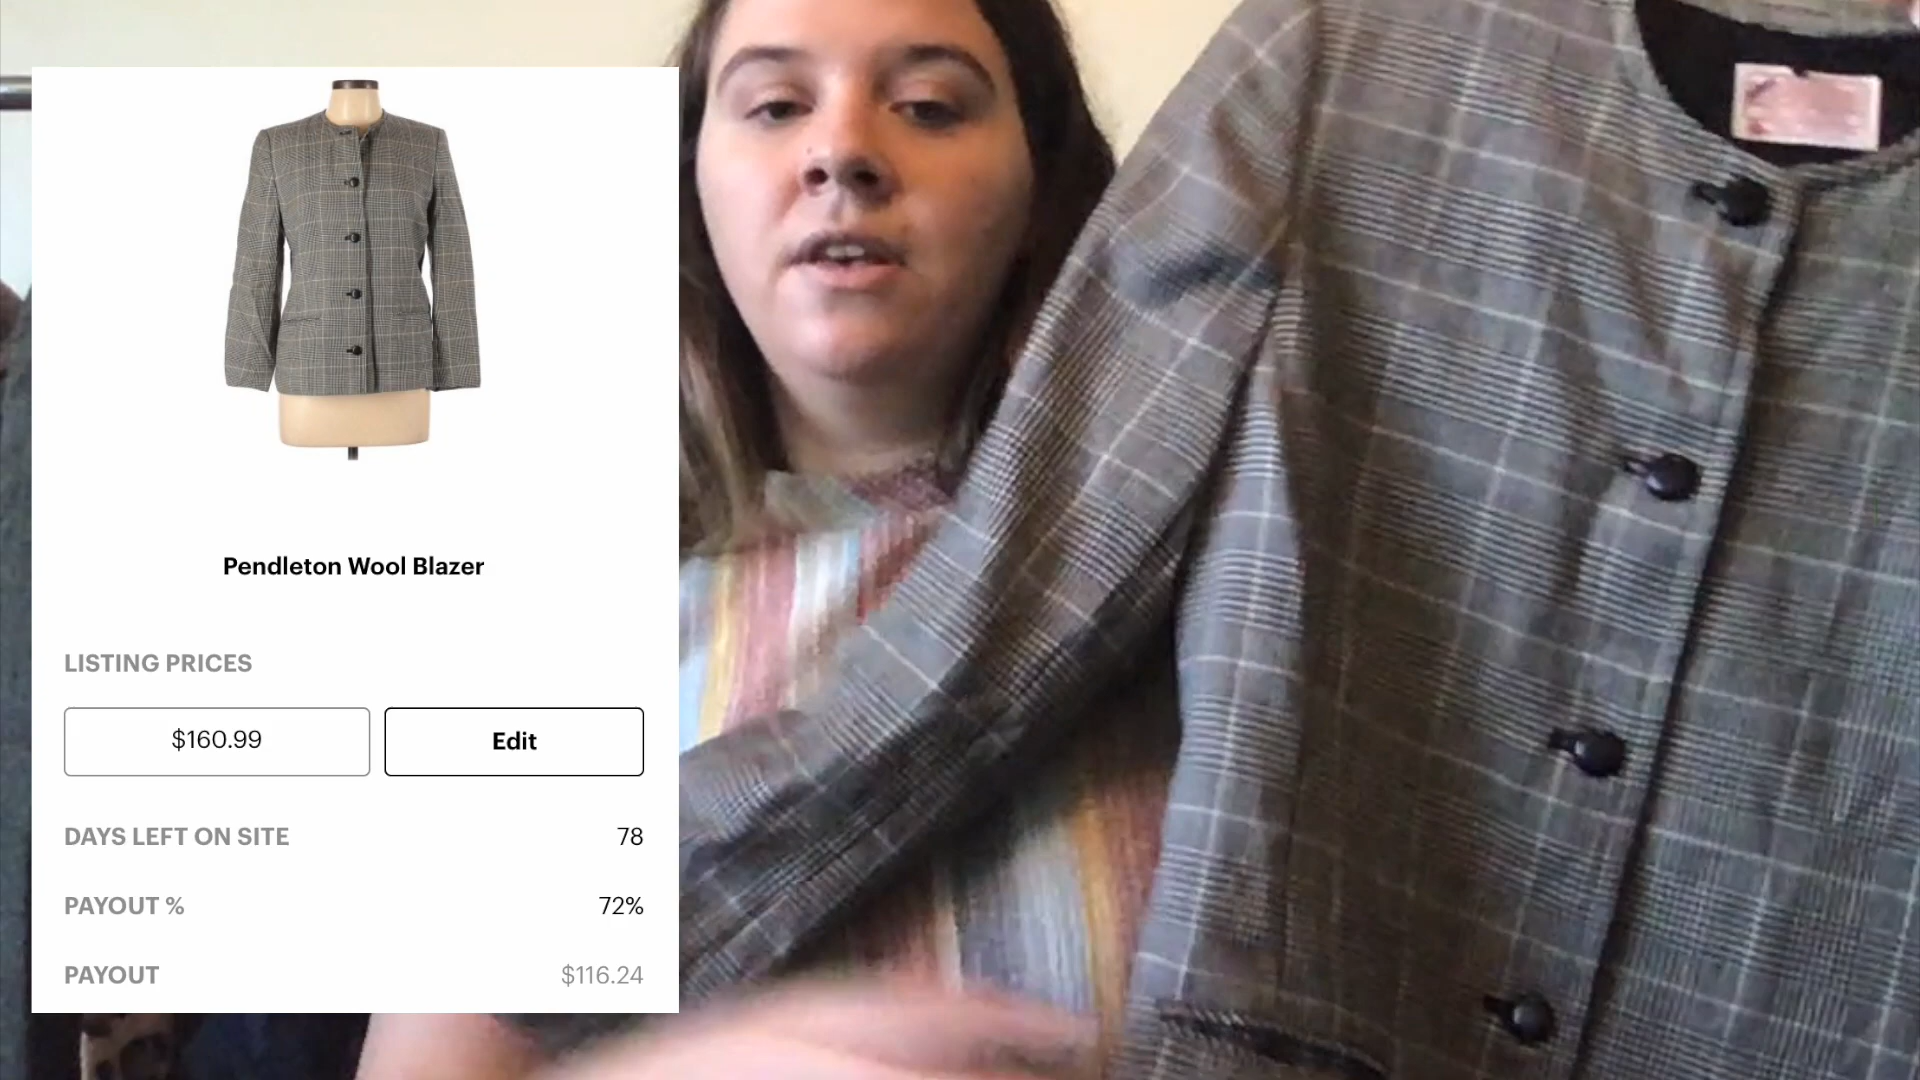 Pendleton Wool Blazer
LISTING PRICES
$160.99
Edit
DAYS LEFT ON SITE
78
PAYOUT %
72%
PAYOUT
$116.24